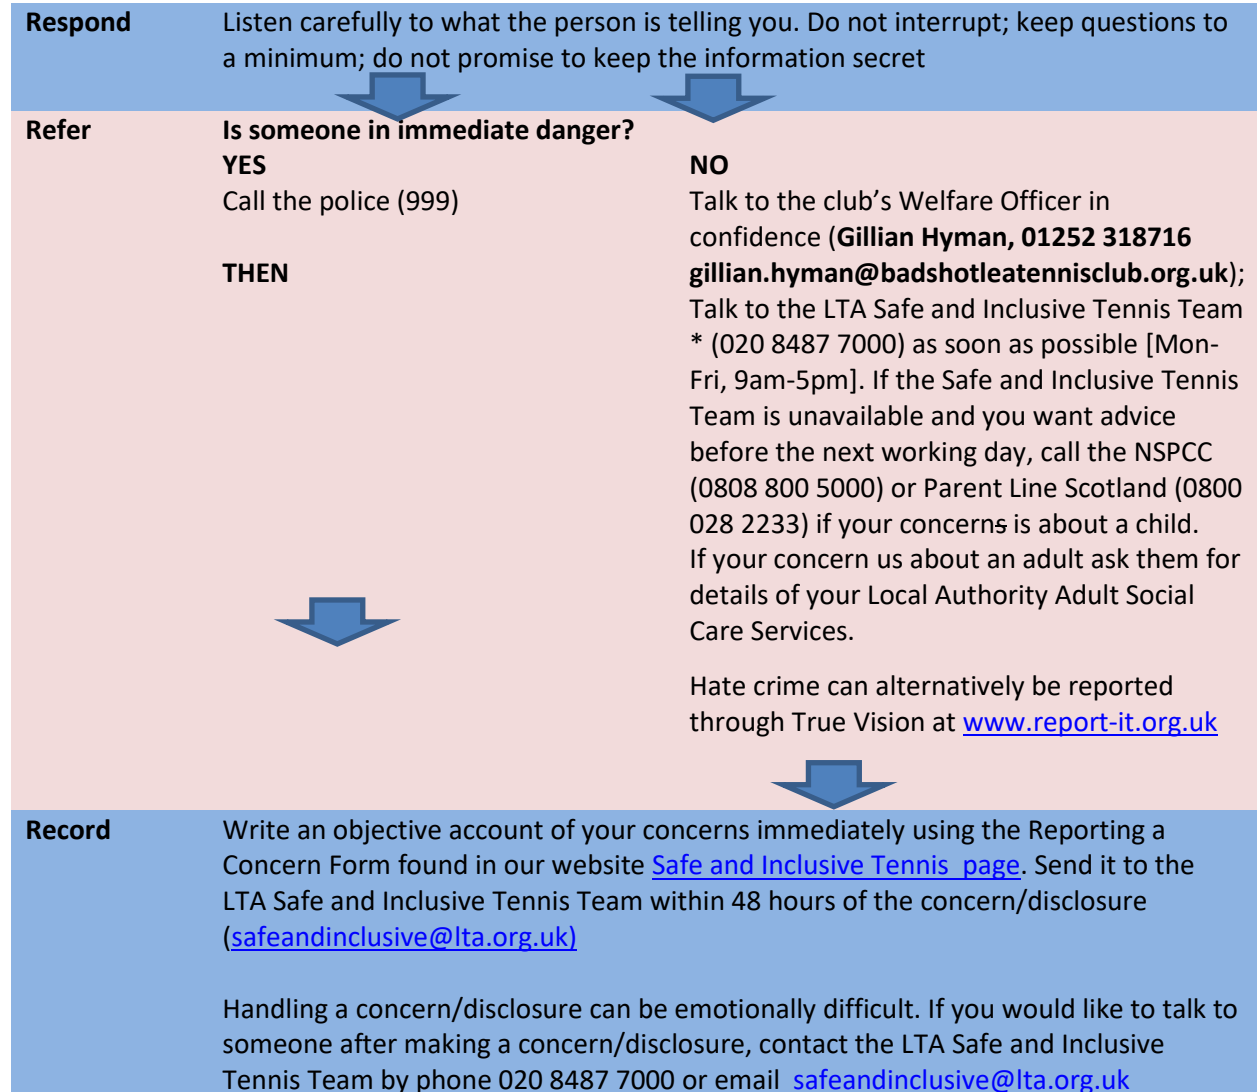 Respond
Listen carefully to what the person is telling you. Do not interrupt; keep questions to
a minimum; do not promise to keep the information secret
Refer
Is someone in immediate danger?
YES
Call the police (999)
THEN
NO
Talk to the club’s Welfare Officer in
confidence (Gillian Hyman, 01252 318716
gillian.hyman@badshotleatennisclub.org.uk);
Talk to the LTA Safe and Inclusive Tennis Team
* (020 8487 7000) as soon as possible [Mon-
Fri, 9am-5pm]. If the Safe and Inclusive Tennis
Team is unavailable and you want advice
before the next working day, call the NSPCC
(0808 800 5000) or Parent Line Scotland (0800
028 2233) if your concerns is about a child.
If your concern us about an adult ask them for
details of your Local Authority Adult Social
Care Services.
Hate crime can alternatively be reported
through True Vision at www.report-it.org.uk
Record
Write an objective account of your concerns immediately using the Reporting a
Concern Form found in our website Safe and Inclusive Tennis  page. Send it to the
LTA Safe and Inclusive Tennis Team within 48 hours of the concern/disclosure
(safeandinclusive@lta.org.uk)
Handling a concern/disclosure can be emotionally difficult. If you would like to talk to
someone after making a concern/disclosure, contact the LTA Safe and Inclusive
Tennis Team by phone 020 8487 7000 or email  safeandinclusive@lta.org.uk